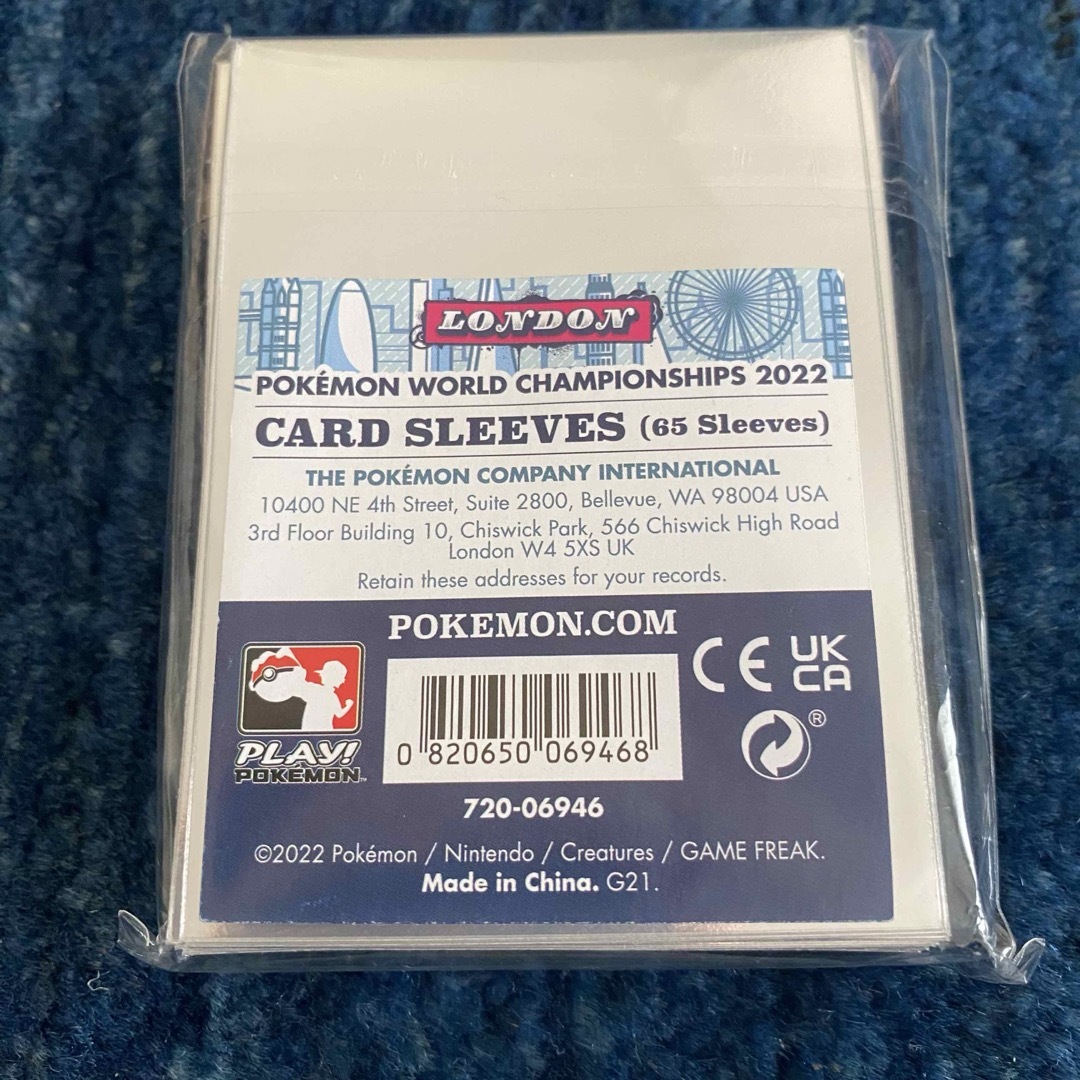 LONDON
POKÉMON WORLD CHAMPIONSHIPS 2022
CARD SLEEVES (65 Sleeves)
THE POKÉMON COMPANY INTERNATIONAL
10400 NE 4th Street, Suite 2800, Bellevue, WA 98004 USA
3rd Floor Building 10, Chiswick Park, 566 Chiswick High Road
London W4 5XS UK
Retain these addresses for your records.
POKEMON.COM
CE
UK
CA
®
PLAY!
POKÉMON™
0 820650 069468
720-06946
©2022 Pokémon / Nintendo / Creatures / GAME FREAK.
Made in China. G21.